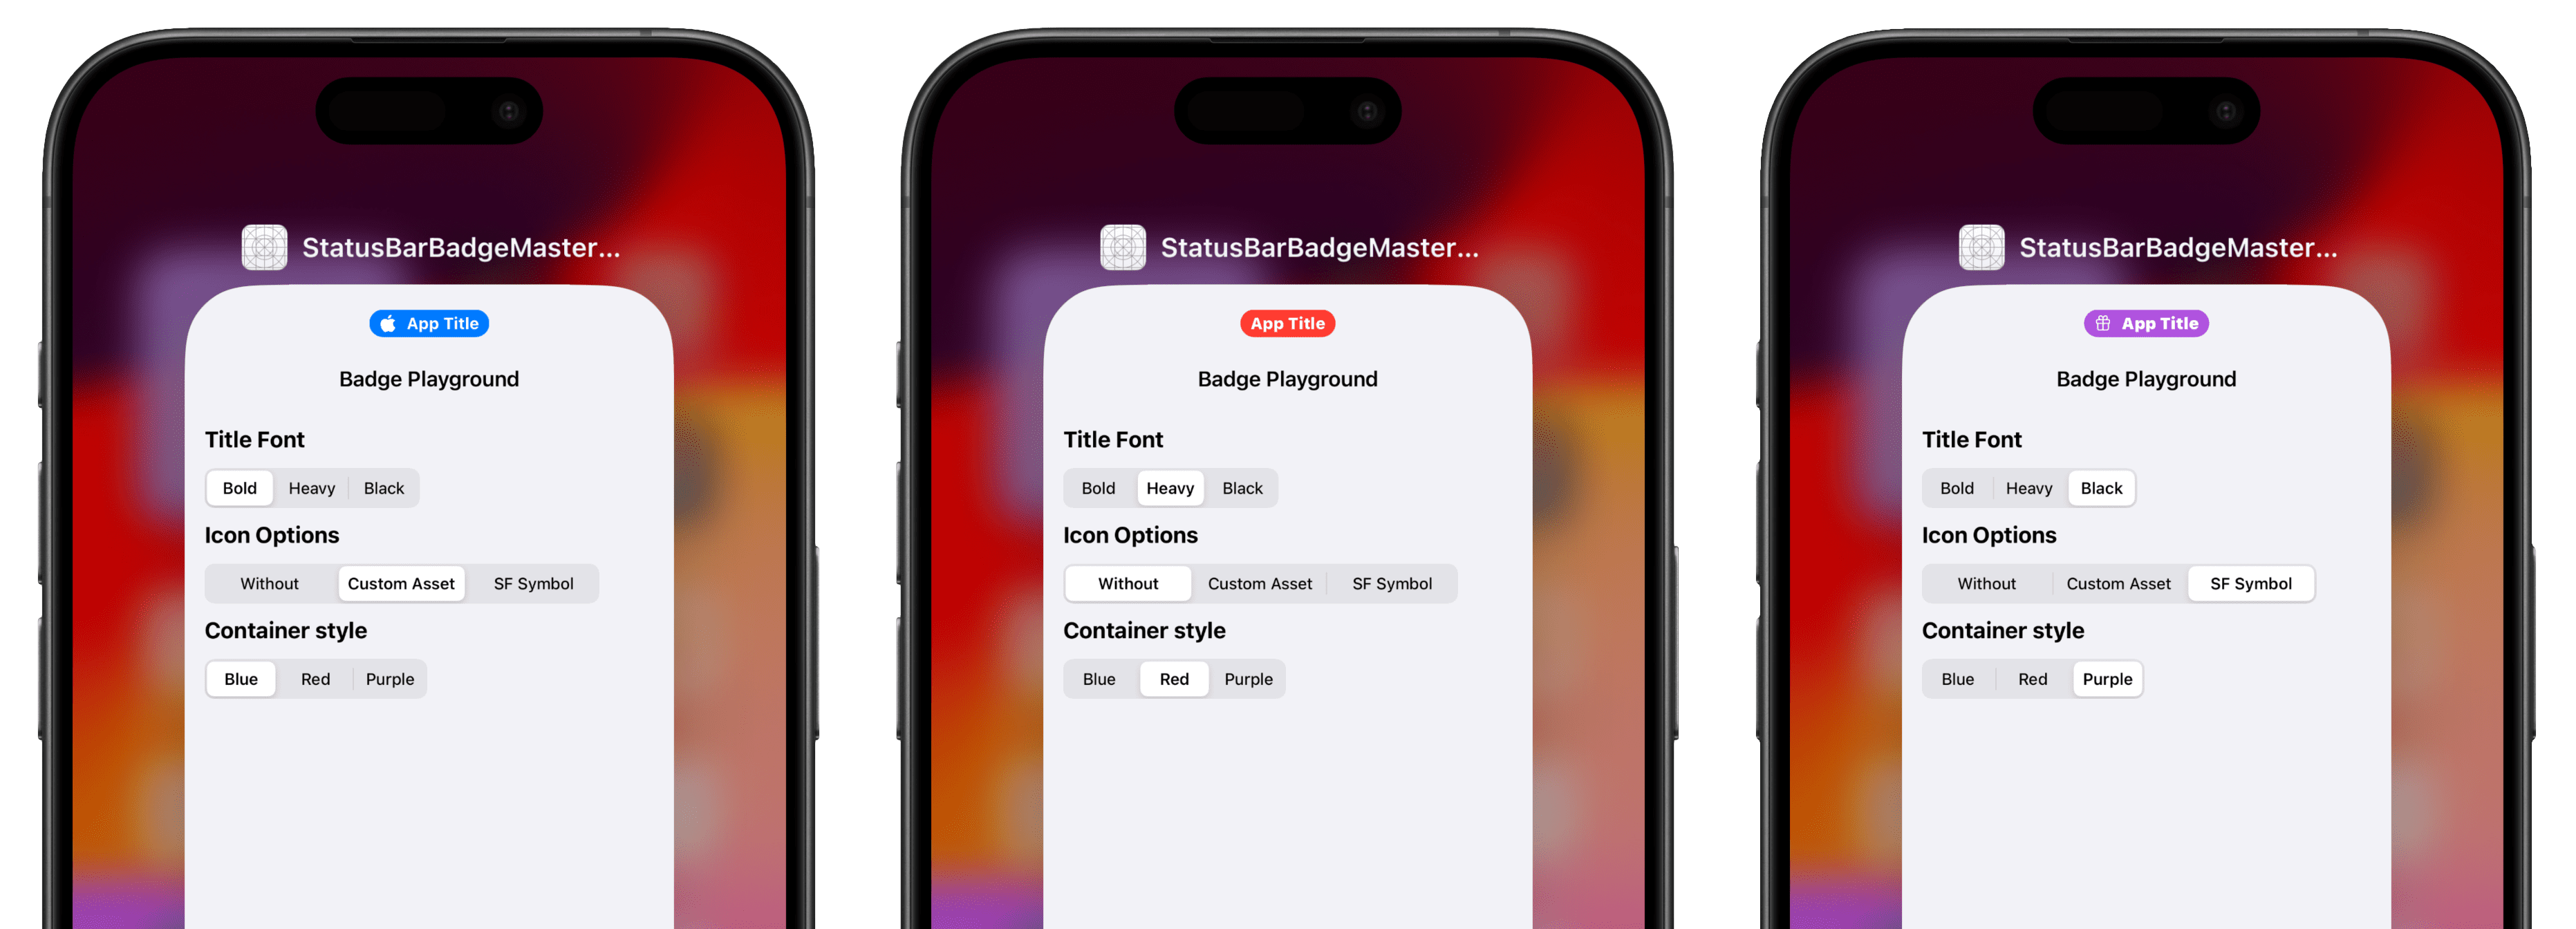 StatusBarBadgeMaster...
App Title
Badge Playground
Title Font
Bold Heavy Black
Icon Options
Without Custom Asset SF Symbol
Container style
Blue Red Purple
StatusBarBadgeMaster...
App Title
Badge Playground
Title Font
Bold Heavy Black
Icon Options
Without Custom Asset SF Symbol
Container style
Blue Red Purple
StatusBarBadgeMaster...
App Title
Badge Playground
Title Font
Bold Heavy Black
Icon Options
Without Custom Asset SF Symbol
Container style
Blue Red Purple